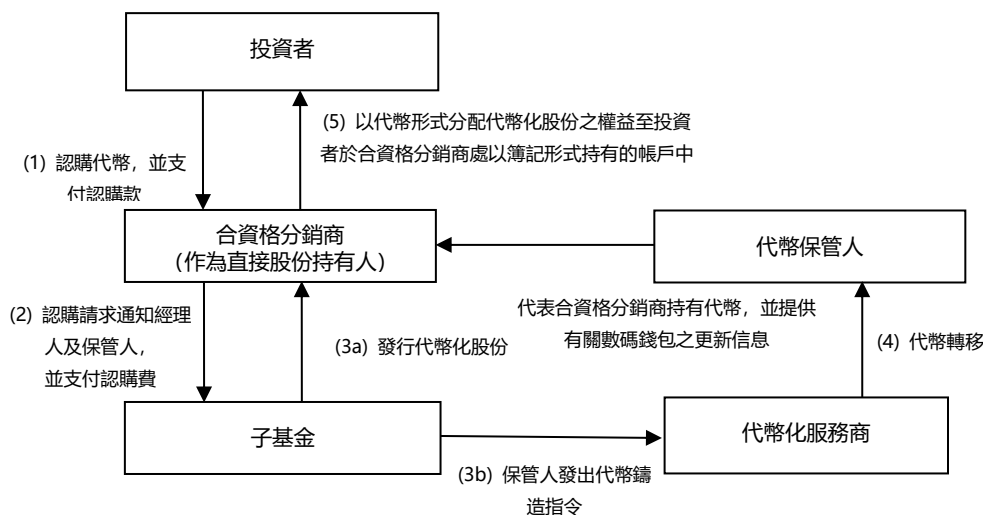 投資者
(5) 以代幣形式分配代幣化股份之權益至投資
者於合資格分銷商處以簿記形式持有的帳戶中
(1) 認購代幣，並支
付認購款
合資格分銷商
（作為直接股份持有人）
代幣保管人
(2) 認購請求通知經理
人及保管人，
並支付認購費
(3a) 發行代幣化股份
代表合資格分銷商持有代幣，並提供
有關數碼錢包之更新信息
(4) 代幣轉移
子基金
代幣化服務商
(3b) 保管人發出代幣鑄
造指令